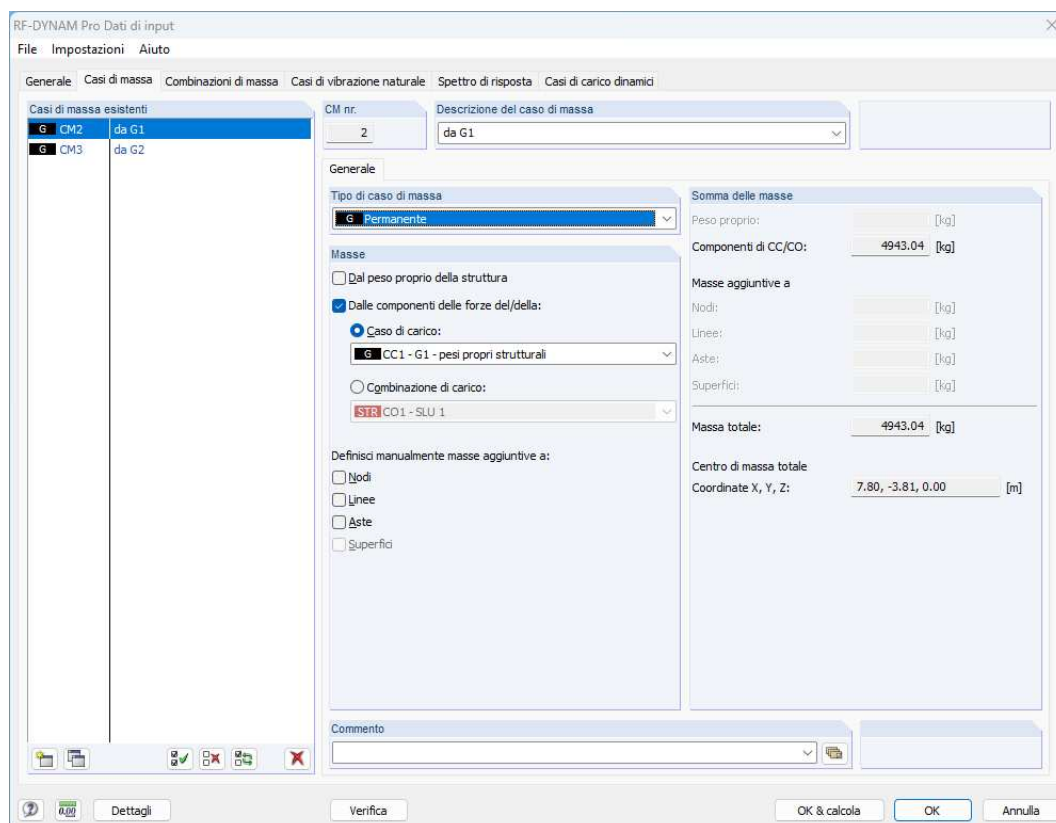 RF-DYNAM Pro Dati di input
File Impostazioni Aiuto
Generale Casi di massa Combinazioni di massa Casi di vibrazione naturale Spettro di risposta Casi di carico dinamici
Casi di massa esistenti
G CM2 da G1
G CM3 da G2
CM nr.
2
Descrizione del caso di massa
da G1
Generale
Tipo di caso di massa
G Permanente
Masse
Dal peso proprio della struttura
Dalle componenti delle forze del/della:
Caso di carico:
G CC1 - G1 - pesi propri strutturali
Combinazione di carico:
STR CO1 - SLU 1
Definisci manualmente masse aggiuntive a:
Nodi
Linee
Aste
Superfici
Somma delle masse
Peso proprio: [kg]
Componenti di CC/CO: 4943.04 [kg]
Masse aggiuntive a
Nodi: [kg]
Linee: [kg]
Aste: [kg]
Superfici: [kg]
Massa totale: 4943.04 [kg]
Centro di massa totale
Coordinate X, Y, Z: 7.80, -3.81, 0.00 [m]
Commento
0.00 Dettagli Verifica OK & calcola OK Annulla